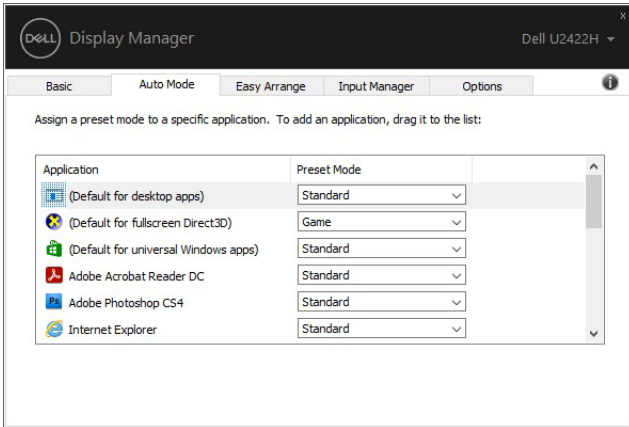 x
DELL Display Manager Dell U2422H
Basic Auto Mode Easy Arrange Input Manager Options i
Assign a preset mode to a specific application. To add an application, drag it to the list:
Application Preset Mode
(Default for desktop apps) Standard
(Default for fullscreen Direct3D) Game
(Default for universal Windows apps) Standard
Adobe Acrobat Reader DC Standard
Ps Adobe Photoshop CS4 Standard
Internet Explorer Standard